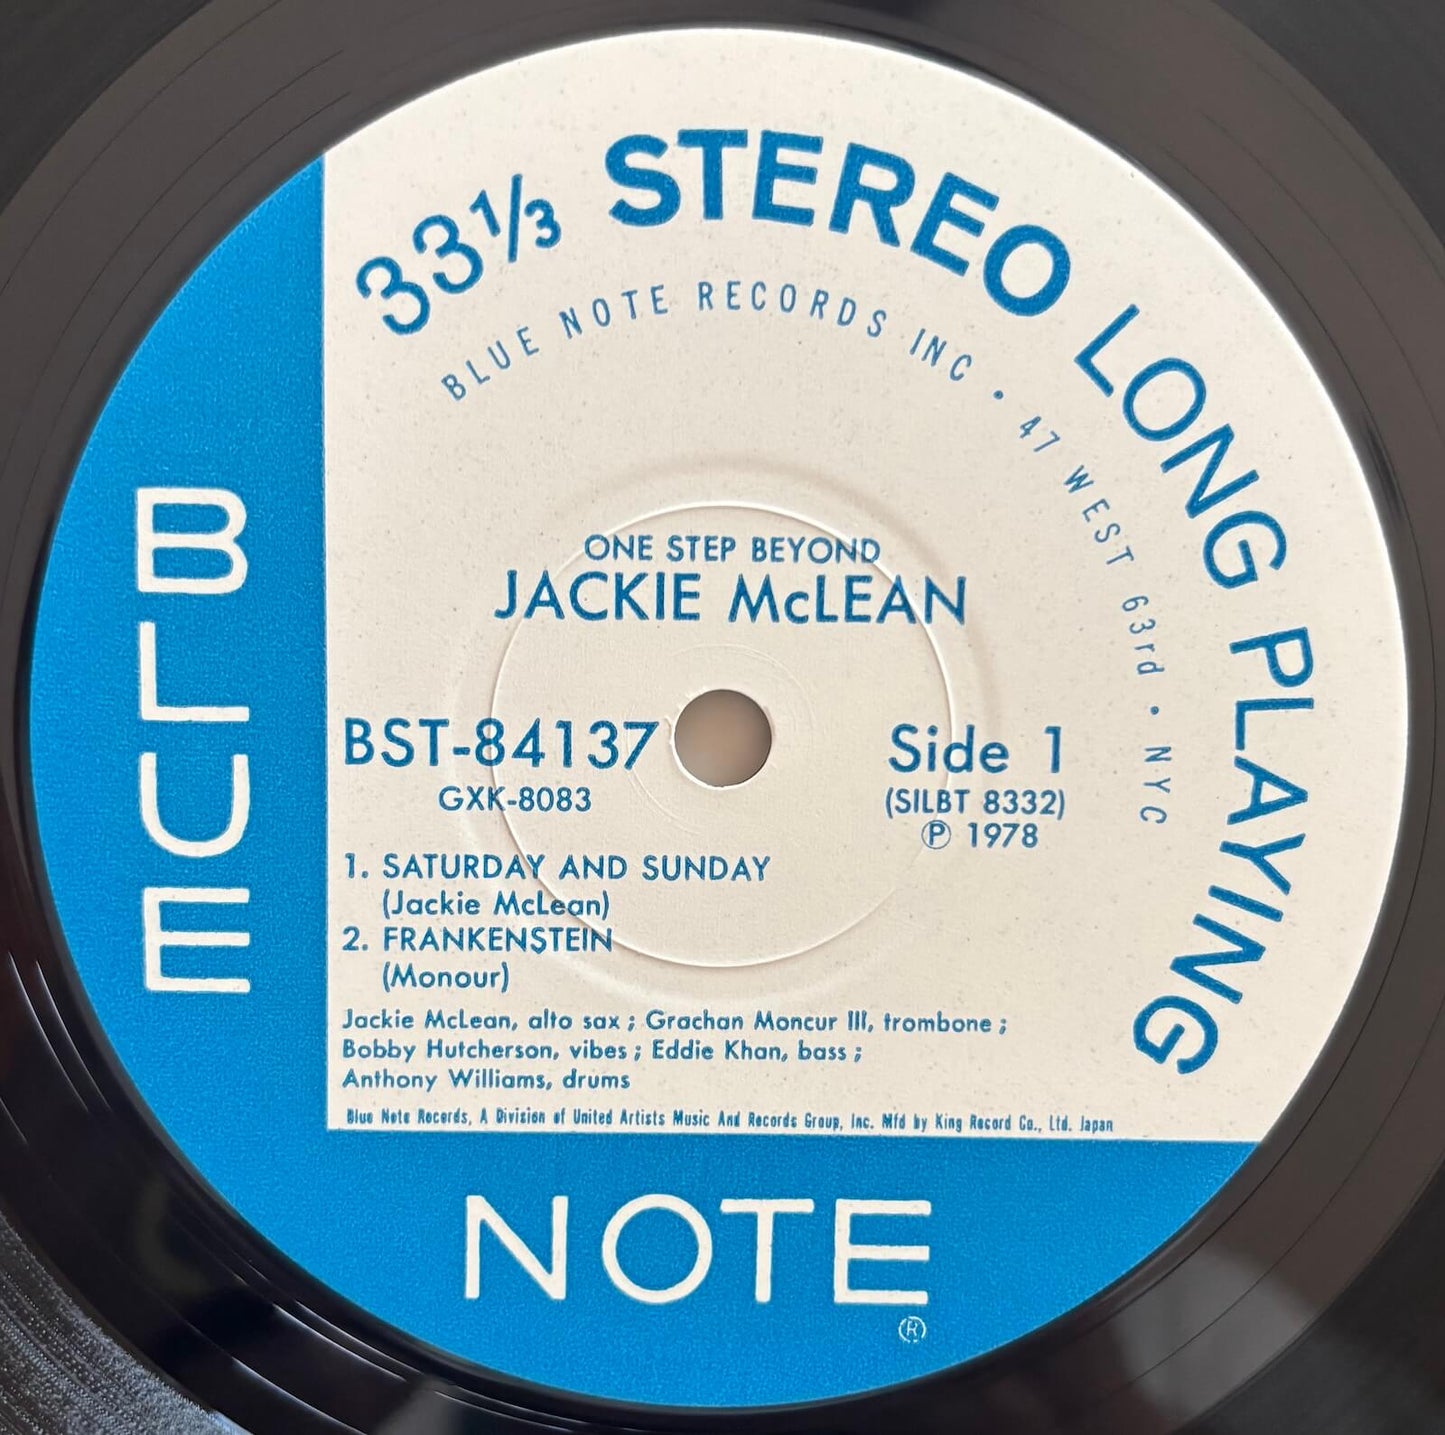 33⅓ STEREO LONG PLAYING
BLUE NOTE RECORDS INC • 47 WEST 63rd • NYC
ONE STEP BEYOND
JACKIE McLEAN
BST-84137
GXK-8083
Side 1
(SILBT 8332)
Ⓟ 1978
1. SATURDAY AND SUNDAY
(Jackie McLean)
2. FRANKENSTEIN
(Monour)
Jackie McLean, alto sax ; Grachan Moncur III, trombone ;
Bobby Hutcherson, vibes ; Eddie Khan, bass ;
Anthony Williams, drums
Blue Note Records, A Division of United Artists Music And Records Group, Inc. Mfd by King Record Co., Ltd. Japan
BLUE
NOTE
®